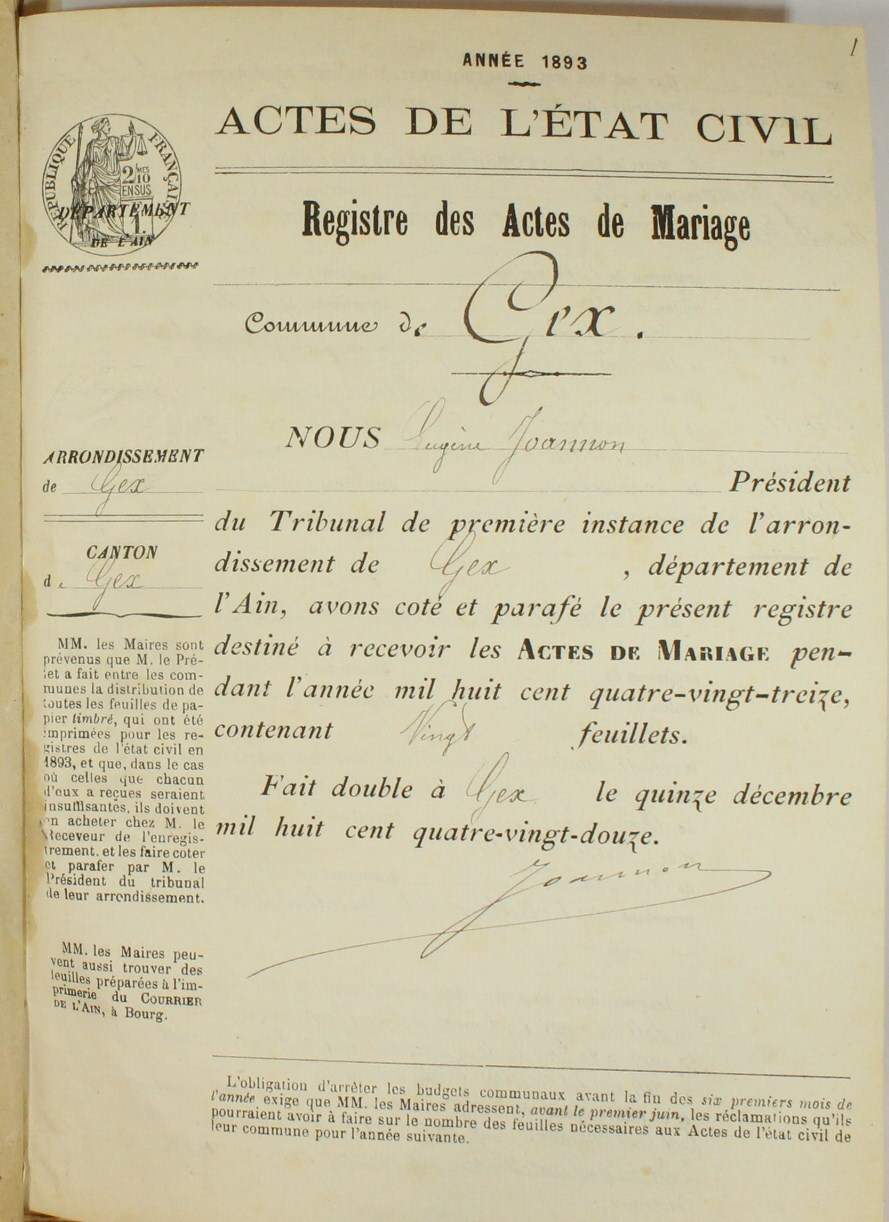 1
ANNÉE 1893
ACTES DE L'ÉTAT CIVIL
RÉPUBLIQUE FRANÇAISE
2 10
EN SUS
DÉPARTEMENT
DE L'AIN
Registre des Actes de Mariage
Commune de Gex.
ARRONDISSEMENT
de Gex
CANTON
de Gex
MM. les Maires sont
prévenus que M. le Pré-
fet a fait entre les com-
munes la distribution de
toutes les feuilles de pa-
pier timbré, qui ont été
imprimées pour les re-
gistres de l'état civil en
1893, et que, dans le cas
où celles que chacun
d'eux a reçues seraient
insuffisantes, ils doivent
en acheter chez M. le
Receveur de l'enregis-
trement. et les faire coter
et parafer par M. le
Président du tribunal
de leur arrondissement.
MM. les Maires peu-
vent aussi trouver des
feuilles préparées à l'im-
primerie du COURRIER
DE L'AIN, à Bourg.
NOUS Eugène Joannon
Président
du Tribunal de première instance de l'arron-
dissement de Gex, département de
l'Ain, avons coté et parafé le présent registre
destiné à recevoir les ACTES DE MARIAGE pen-
dant l'année mil huit cent quatre-vingt-treize,
contenant Vingt feuillets.
Fait double à Gex le quinze décembre
mil huit cent quatre-vingt-douze.
Joannon
L'obligation d'arrêter les budgets communaux avant la fin des six premiers mois de
l'année exige que MM. les Maires adressent, avant le premier juin, les réclamations qu'ils
pourraient avoir à faire sur le nombre des feuilles nécessaires aux Actes de l'état civil de
leur commune pour l'année suivante.